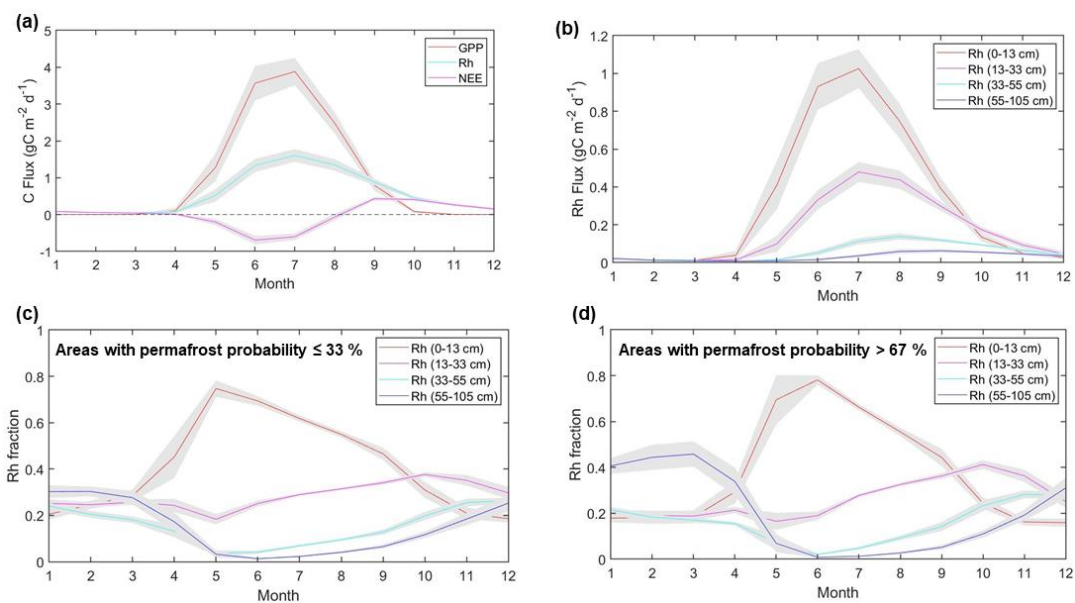 (a)
C Flux (gC m⁻² d⁻¹)
5
4
3
2
1
0
-1
GPP
Rh
NEE
1 2 3 4 5 6 7 8 9 10 11 12
Month
(b)
Rh Flux (gC m⁻² d⁻¹)
1.2
1
0.8
0.6
0.4
0.2
0
Rh (0-13 cm)
Rh (13-33 cm)
Rh (33-55 cm)
Rh (55-105 cm)
1 2 3 4 5 6 7 8 9 10 11 12
Month
(c)
Rh fraction
1
0.8
0.6
0.4
0.2
0
Areas with permafrost probability ≤ 33 %
Rh (0-13 cm)
Rh (13-33 cm)
Rh (33-55 cm)
Rh (55-105 cm)
1 2 3 4 5 6 7 8 9 10 11 12
Month
(d)
Rh fraction
1
0.8
0.6
0.4
0.2
0
Areas with permafrost probability > 67 %
Rh (0-13 cm)
Rh (13-33 cm)
Rh (33-55 cm)
Rh (55-105 cm)
1 2 3 4 5 6 7 8 9 10 11 12
Month